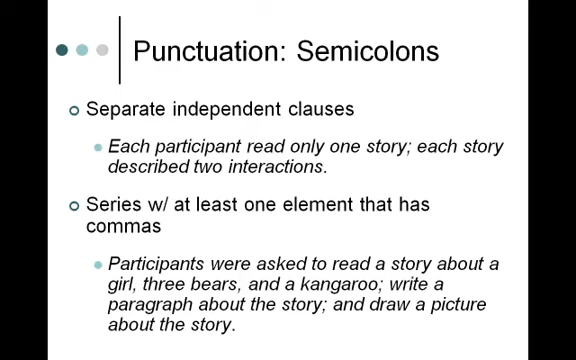 Punctuation: Semicolons
Separate independent clauses
Each participant read only one story; each story
described two interactions.
Series w/ at least one element that has
commas
Participants were asked to read a story about a
girl, three bears, and a kangaroo; write a
paragraph about the story; and draw a picture
about the story.